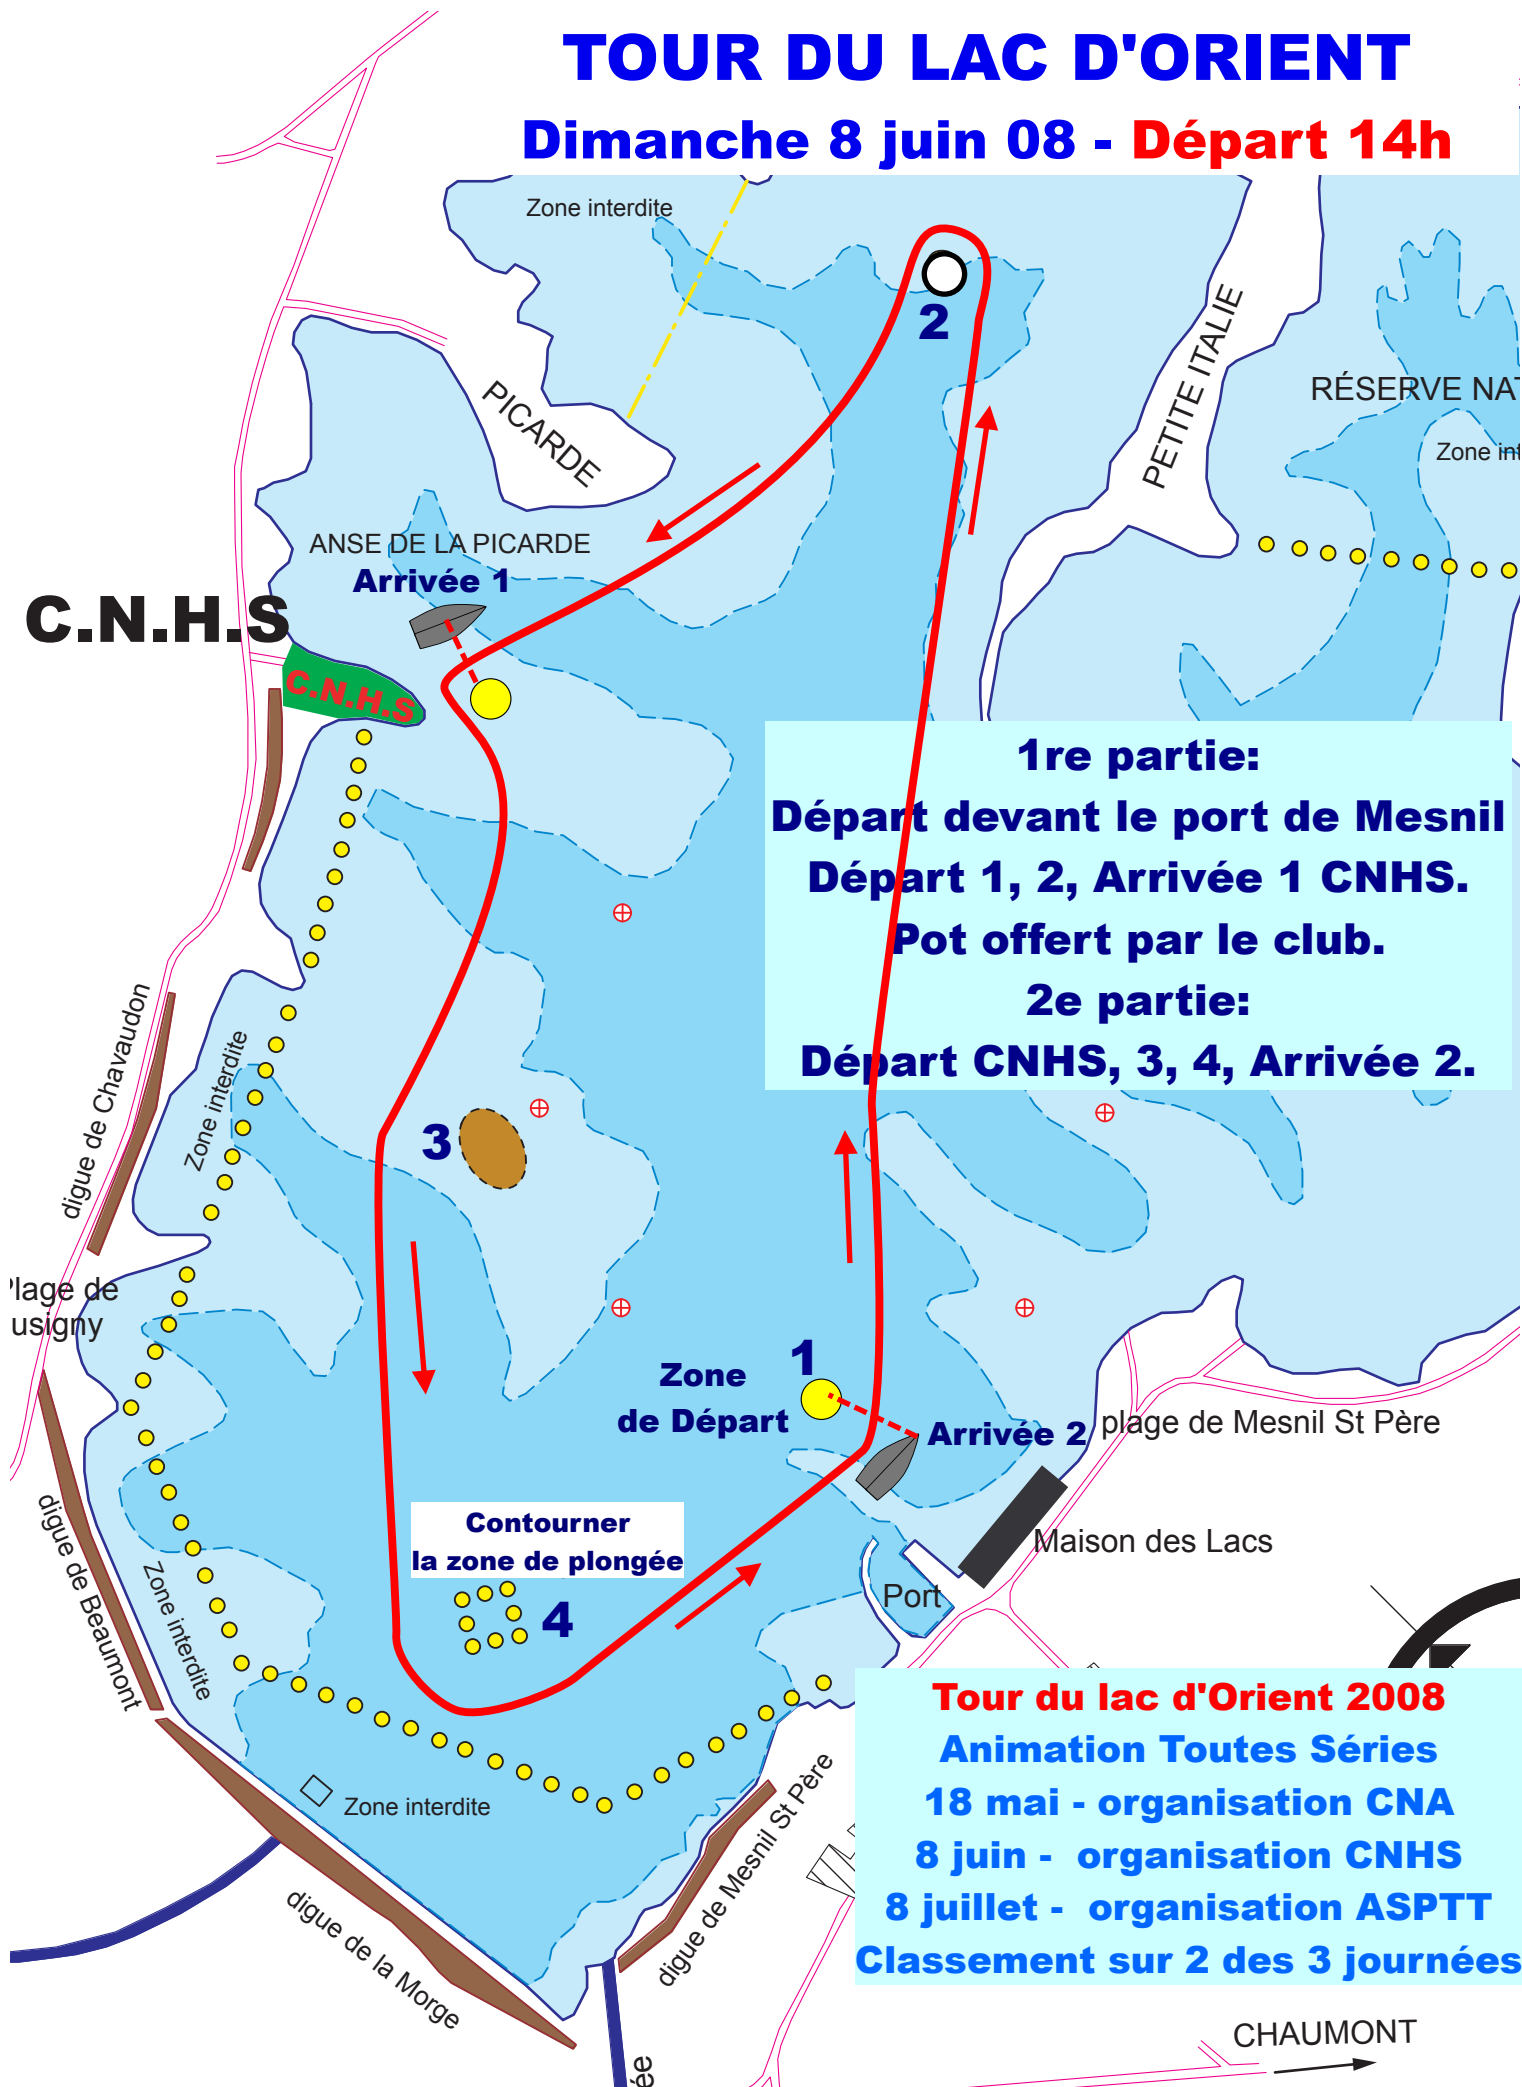 TOUR DU LAC D'ORIENT
Dimanche 8 juin 08 - Départ 14h
Zone interdite
2
PETITE ITALIE
RÉSERVE NAT
Zone int
PICARDE
ANSE DE LA PICARDE
Arrivée 1
C.N.H.S
C.N.H.S
1re partie:
Départ devant le port de Mesnil
Départ 1, 2, Arrivée 1 CNHS.
Pot offert par le club.
2e partie:
Départ CNHS, 3, 4, Arrivée 2.
digue de Chavaudon
Zone interdite
3
Plage de
usigny
1
Zone
de Départ
Arrivée 2
plage de Mesnil St Père
Contourner
la zone de plongée
4
Maison des Lacs
Port
digue de Beaumont
Zone interdite
Zone interdite
digue de la Morge
digue de Mesnil St Père
Tour du lac d'Orient 2008
Animation Toutes Séries
18 mai - organisation CNA
8 juin - organisation CNHS
8 juillet - organisation ASPTT
Classement sur 2 des 3 journées
CHAUMONT
ée